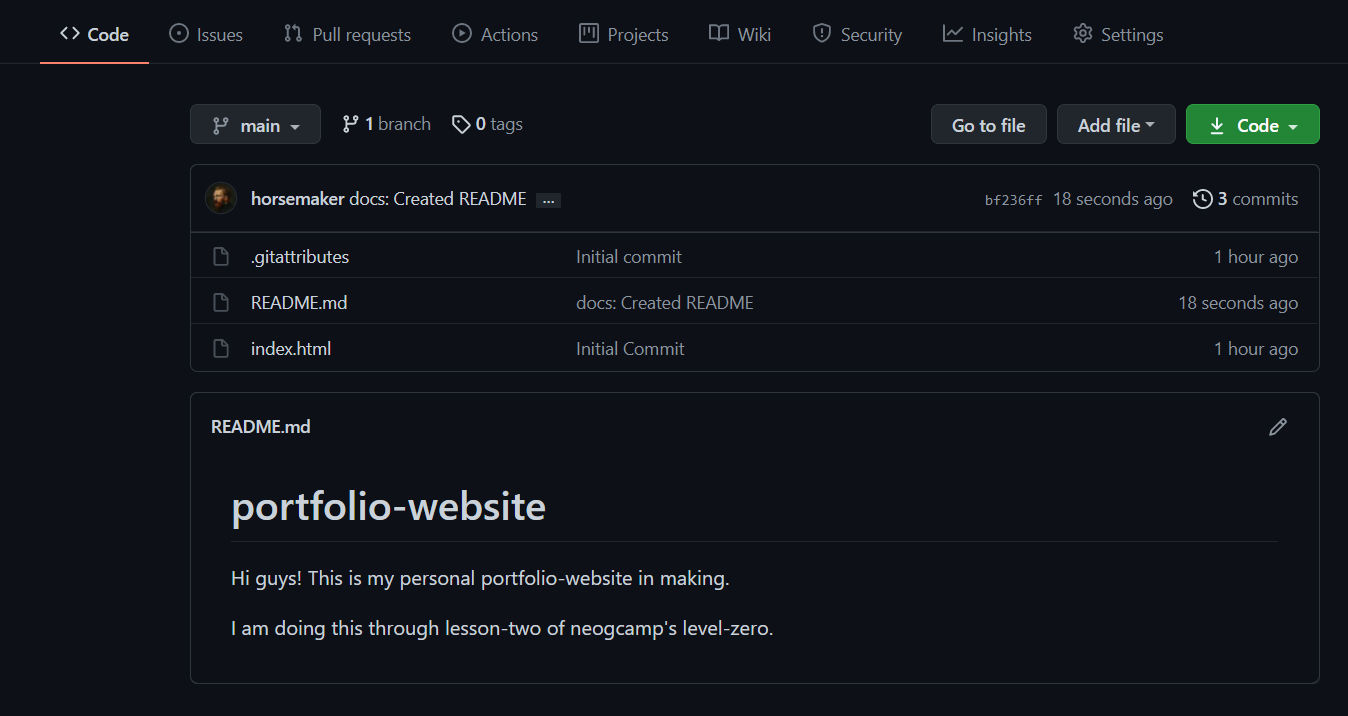 Code Issues Pull requests Actions Projects Wiki Security Insights Settings
main 1 branch 0 tags Go to file Add file Code
horsemaker docs: Created README ... bf236ff 18 seconds ago 3 commits
.gitattributes Initial commit 1 hour ago
README.md docs: Created README 18 seconds ago
index.html Initial Commit 1 hour ago
README.md
portfolio-website
Hi guys! This is my personal portfolio-website in making.
I am doing this through lesson-two of neogcamp's level-zero.